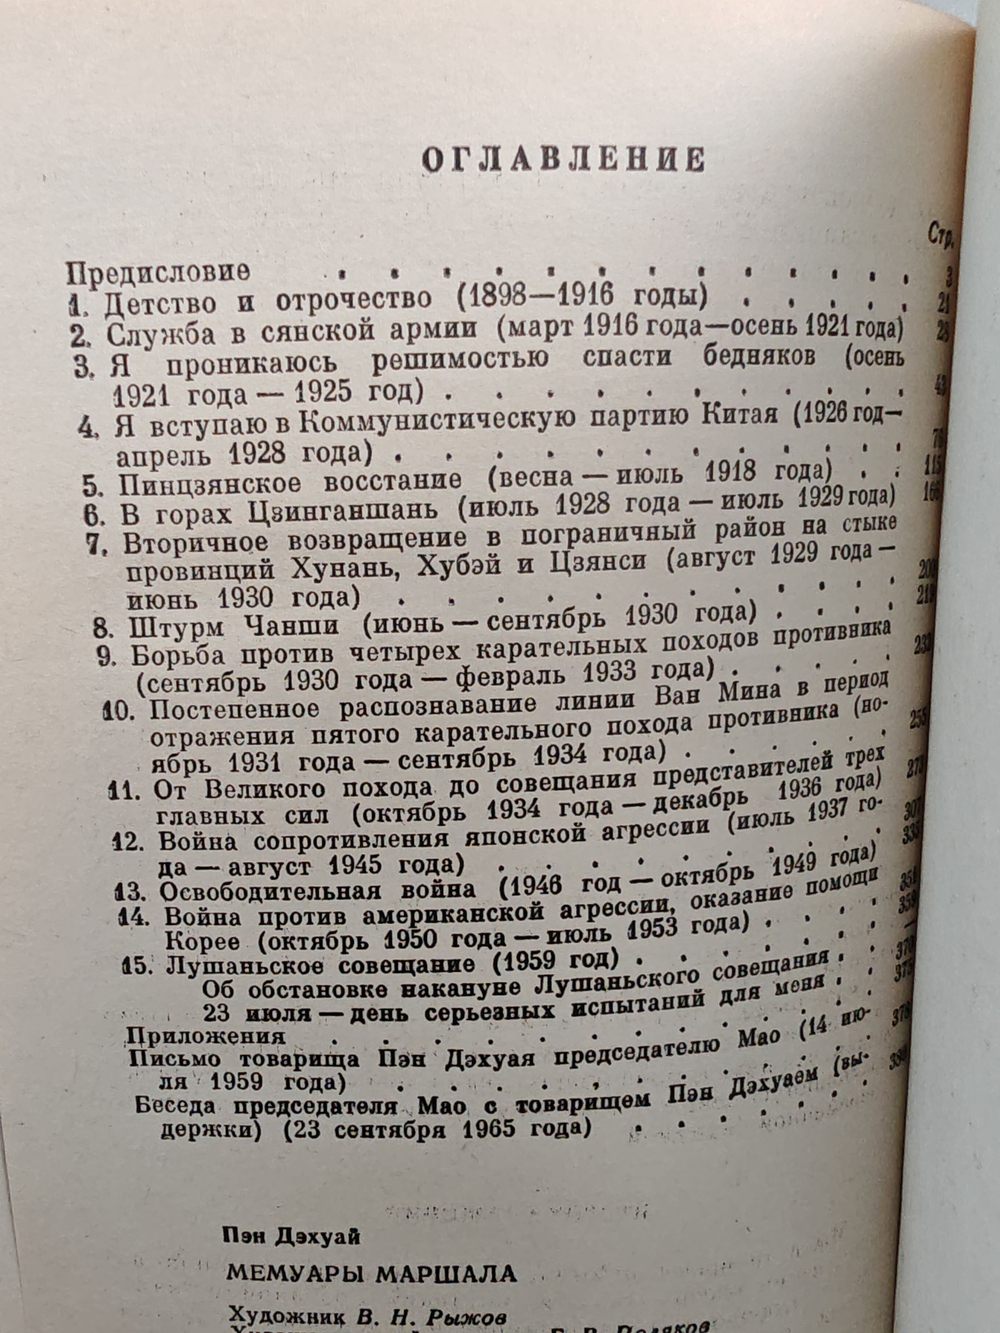 ОГЛАВЛЕНИЕ
Стр.
Предисловие . . . . . . . . . . . . 3
1. Детство и отрочество (1898—1916 годы) . . . . . 21
2. Служба в сянской армии (март 1916 года—осень 1921 года) 28
3. Я проникаюсь решимостью спасти бедняков (осень
1921 года — 1925 год) . . . . . . . . . . 43
4. Я вступаю в Коммунистическую партию Китая (1926 год—
апрель 1928 года) . . . . . . . . . . .
5. Пинцзянское восстание (весна — июль 1918 года) . . 115
6. В горах Цзинганшань (июль 1928 года — июль 1929 года) 166
7. Вторичное возвращение в пограничный район на стыке
провинций Хунань, Хубэй и Цзянси (август 1929 года —
июнь 1930 года) . . . . . . . . . . .
8. Штурм Чанши (июнь — сентябрь 1930 года) . . . .
9. Борьба против четырех карательных походов противника
(сентябрь 1930 года — февраль 1933 года) . . . . .
10. Постепенное распознавание линии Ван Мина в период
отражения пятого карательного похода противника (но-
ябрь 1931 года — сентябрь 1934 года) . . . . . .
11. От Великого похода до совещания представителей трех
главных сил (октябрь 1934 года — декабрь 1936 года)
12. Война сопротивления японской агрессии (июль 1937 го-
да — август 1945 года) . . . . . . . . . 307
13. Освободительная война (1946 год — октябрь 1949 года)
14. Война против американской агрессии, оказание помощи
Корее (октябрь 1950 года — июль 1953 года) . . . .
15. Лушаньское совещание (1959 год) . . . . . .
Об обстановке накануне Лушаньского совещания . .
23 июля — день серьезных испытаний для меня . .
Приложения . . . . . . . . . . .
Письмо товарища Пэн Дэхуая председателю Мао (14 ию-
ля 1959 года) . . . . . . . . . .
Беседа председателя Мао с товарищем Пэн Дэхуаем (вы-
держки) (23 сентября 1965 года) . . . . . .
Пэн Дэхуай
МЕМУАРЫ МАРШАЛА
Художник В. Н. Рыжов